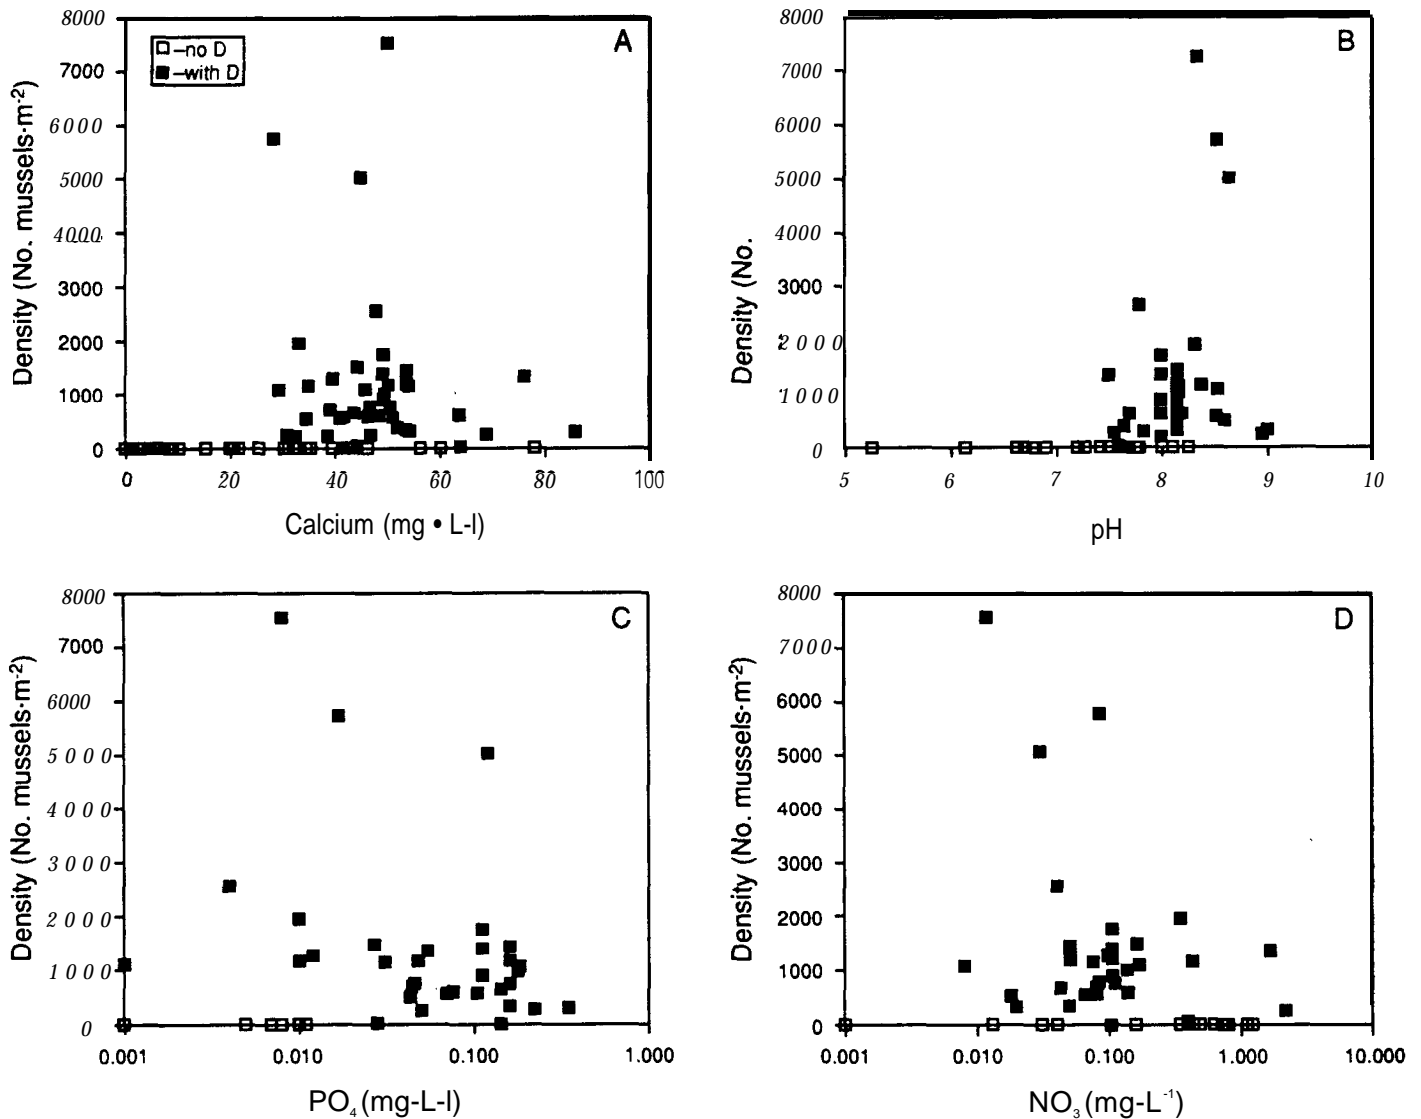 A
□ –no D
■ –with D
Density (No. mussels·m-2)
8000
7000
6000
5000
4000
3000
2000
1000
0
0 20 40 60 80 100
Calcium (mg • L-l)
B
Density (No.
8000
7000
6000
5000
4000
3000
2000
1000
0
5 6 7 8 9 10
pH
C
Density (No. mussels·m-2)
8000
7000
6000
5000
4000
3000
2000
1000
0
0.001 0.010 0.100 1.000
PO4 (mg-L-l)
D
Density (No. mussels·m-2)
8000
7000
6000
5000
4000
3000
2000
1000
0
0.001 0.010 0.100 1.000 10.000
NO3 (mg-L-1)